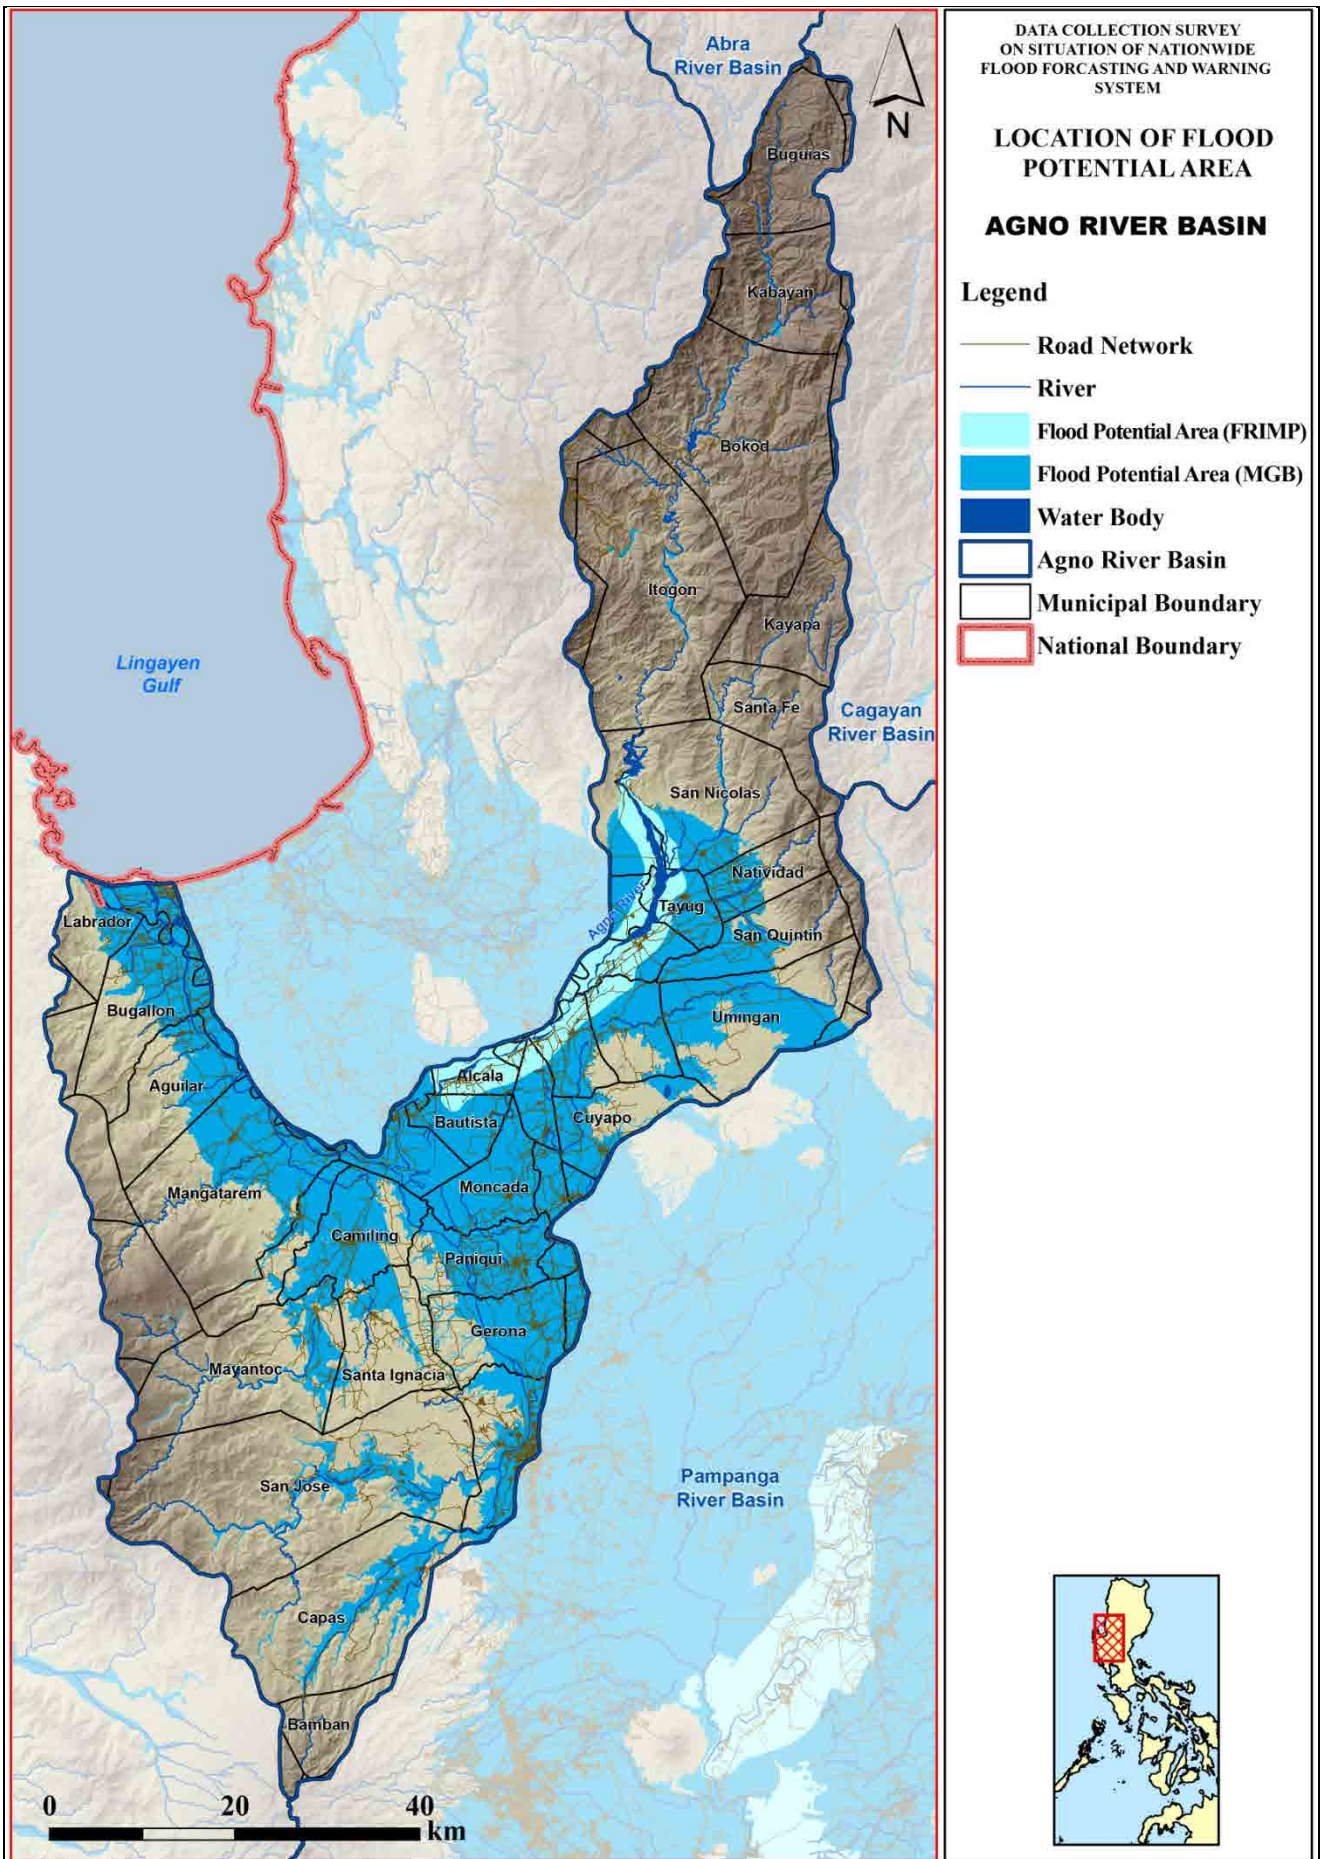 Abra
River Basin
N
Buguias
Kabayan
Bokod
Itogon
Kayapa
Lingayen
Gulf
Santa Fe
Cagayan
River Basin
San Nicolas
Natividad
Agno River
Tayug
Labrador
San Quintin
Bugallon
Umingan
Alcala
Aguilar
Bautista
Cuyapo
Mangatarem
Moncada
Camiling
Paniqui
Gerona
Mayantoc
Santa Ignacia
San Jose
Pampanga
River Basin
Capas
Bamban
0 20 40
km
DATA COLLECTION SURVEY
ON SITUATION OF NATIONWIDE
FLOOD FORCASTING AND WARNING
SYSTEM
LOCATION OF FLOOD
POTENTIAL AREA
AGNO RIVER BASIN
Legend
Road Network
River
Flood Potential Area (FRIMP)
Flood Potential Area (MGB)
Water Body
Agno River Basin
Municipal Boundary
National Boundary